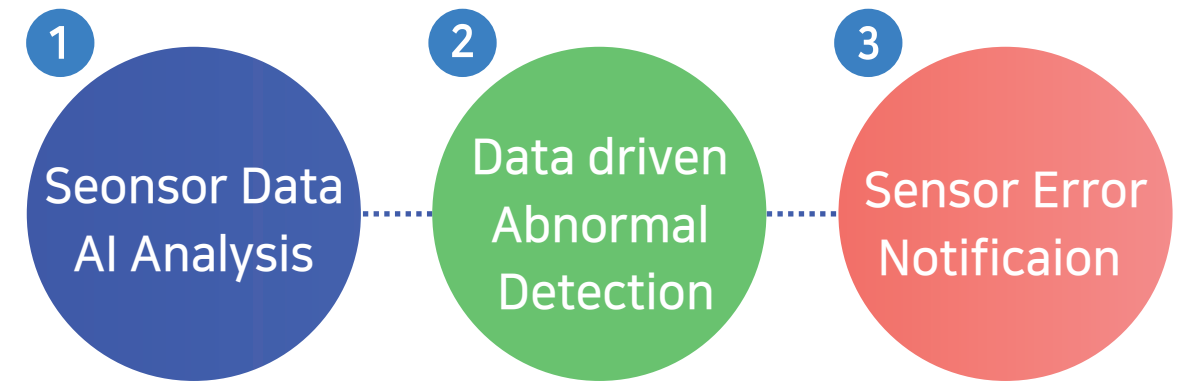 1
Seonsor Data
AI Analysis
2
Data driven
Abnormal
Detection
3
Sensor Error
Notificaion